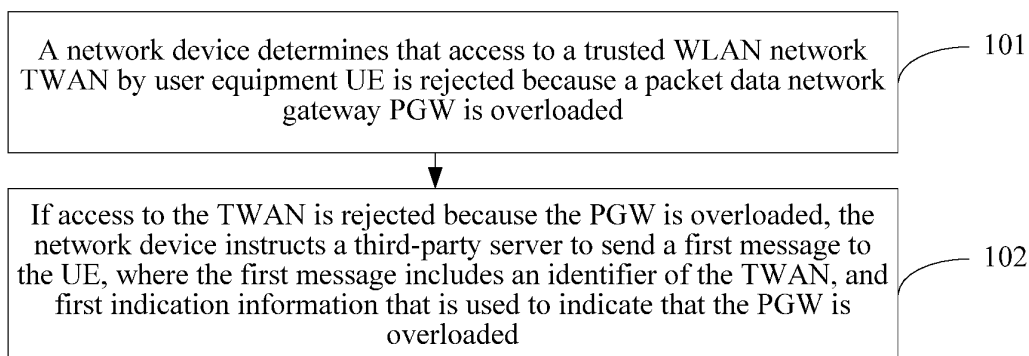 A network device determines that access to a trusted WLAN network
TWAN by user equipment UE is rejected because a packet data network
gateway PGW is overloaded
101
If access to the TWAN is rejected because the PGW is overloaded, the
network device instructs a third-party server to send a first message to
the UE, where the first message includes an identifier of the TWAN, and
first indication information that is used to indicate that the PGW is
overloaded
102